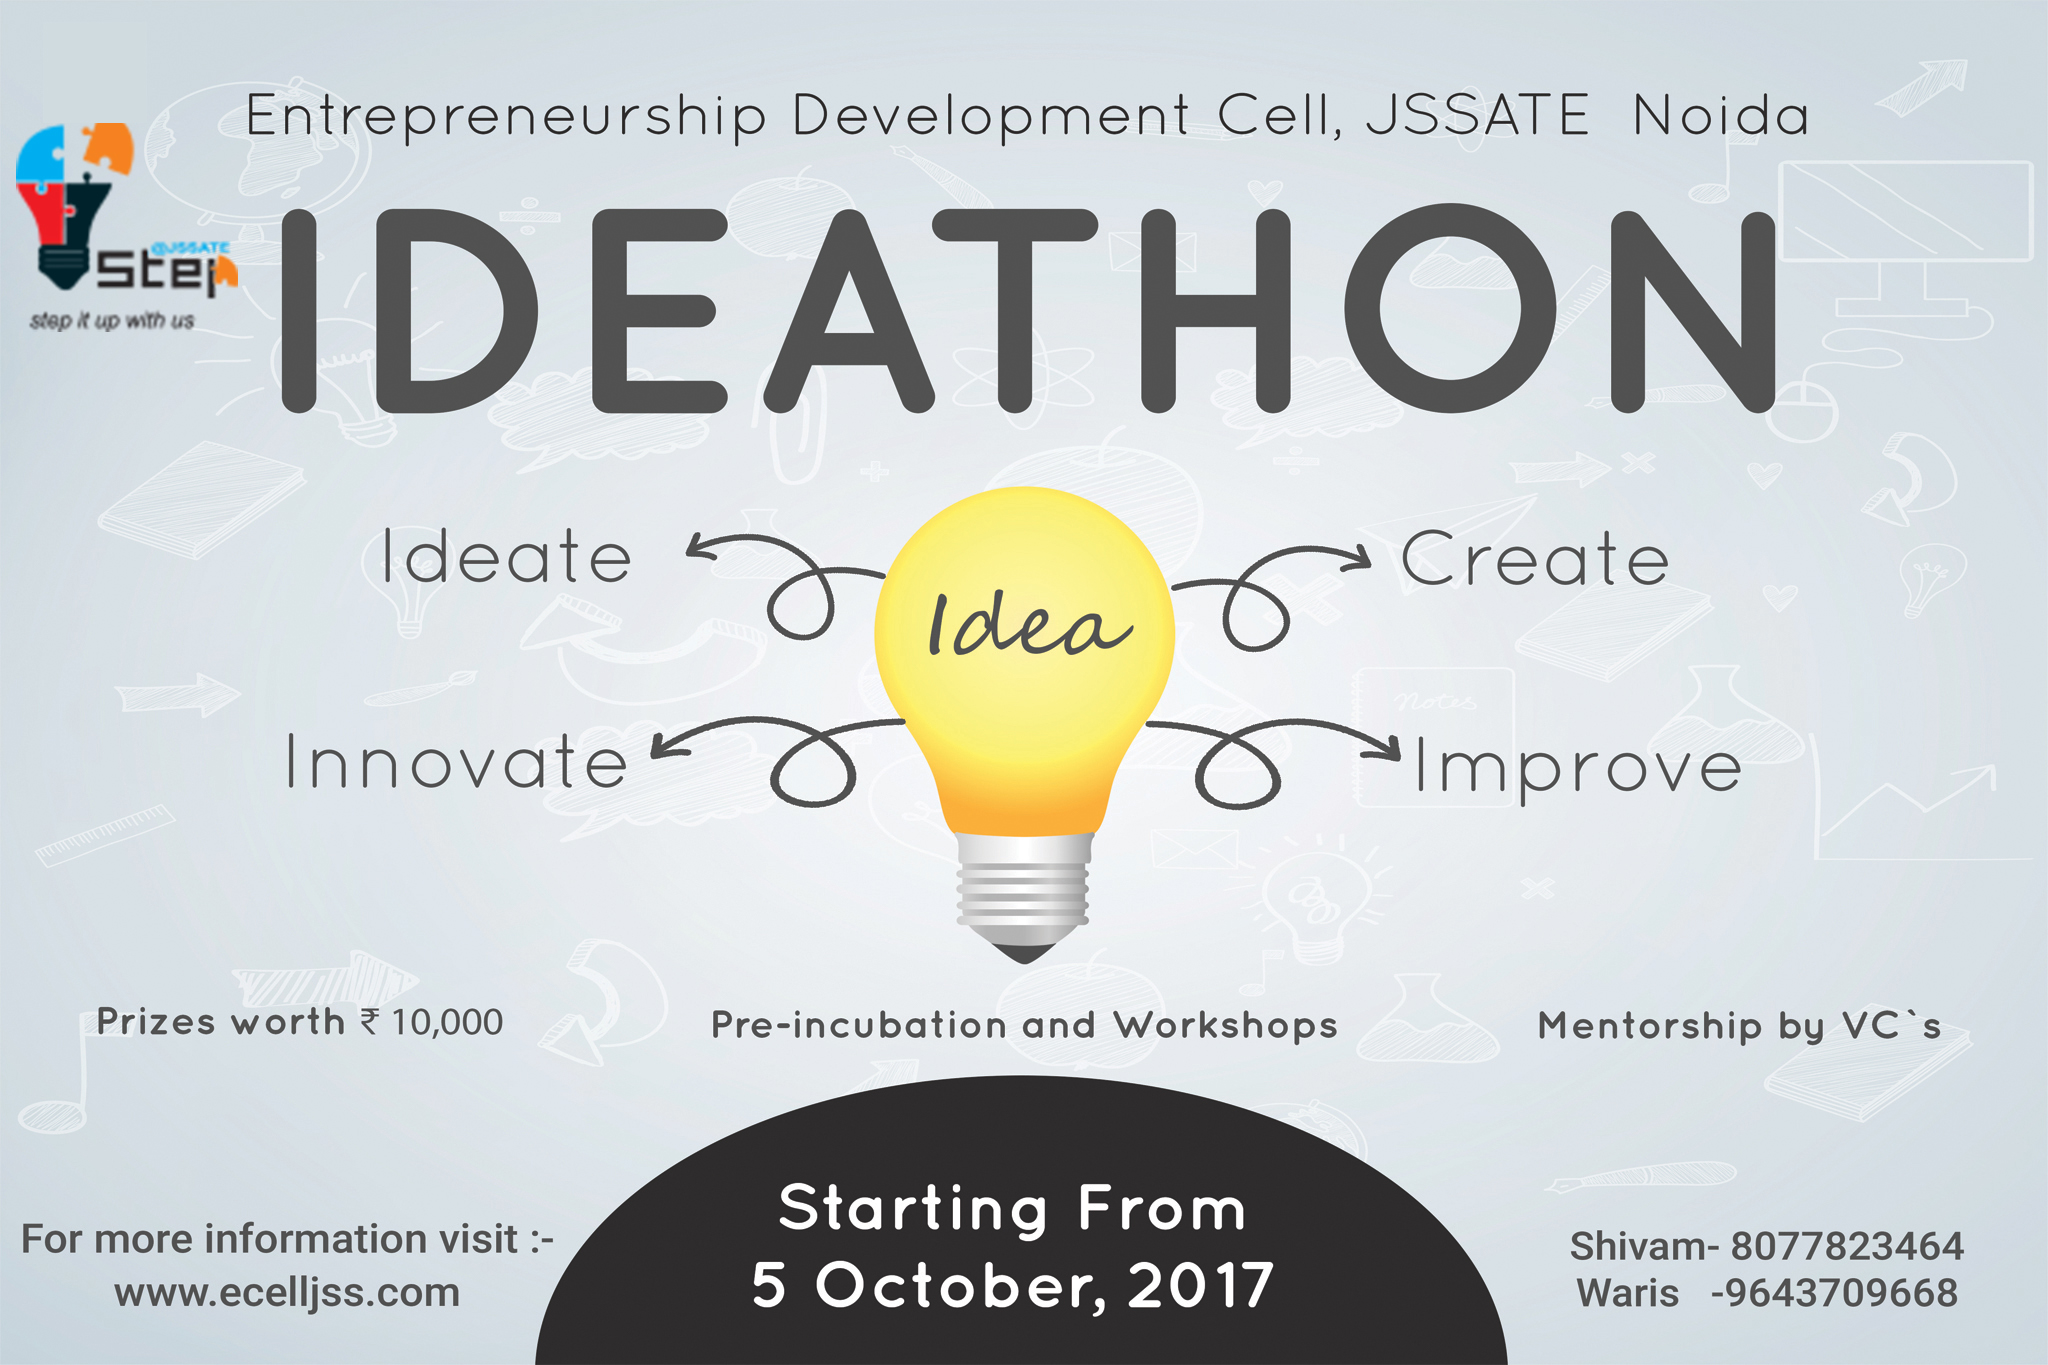 Entrepreneurship Development Cell, JSSATE Noida
@JSSATE
Step
step it up with us
IDEATHON
Ideate
Create
Idea
Innovate
Improve
Notes
Prizes worth ₹ 10,000
Pre-incubation and Workshops
Mentorship by VC`s
Starting From
5 October, 2017
For more information visit :-
www.ecelljss.com
Shivam- 8077823464
Waris -9643709668